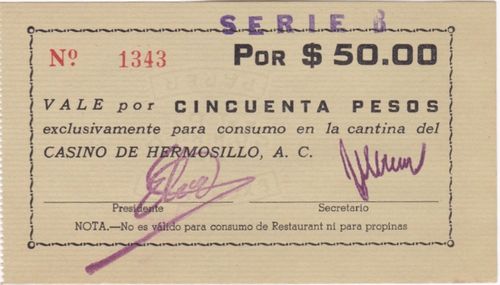 SERIE B
Nº. 1343 POR $ 50.00
VALE por CINCUENTA PESOS
exclusivamente para consumo en la cantina del
CASINO DE HERMOSILLO, A. C.
Presidente Secretario
NOTA.—No es válido para consumo de Restaurant ni para propinas